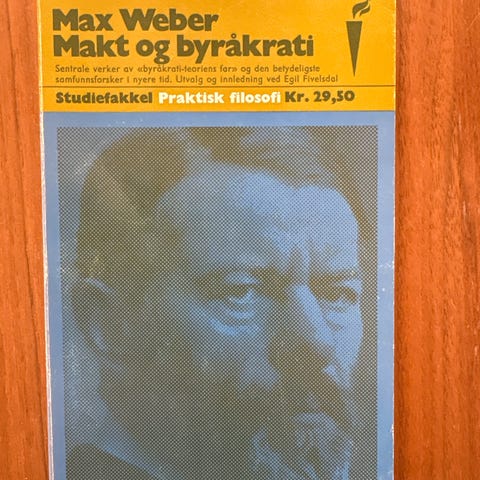 Max Weber
Makt og byråkrati
Sentrale verker av «byråkrati-teoriens far» og den betydeligste
samfunnsforsker i nyere tid. Utvalg og innledning ved Egil Fivelsdal
Studiefakkel Praktisk filosofi Kr. 29,50